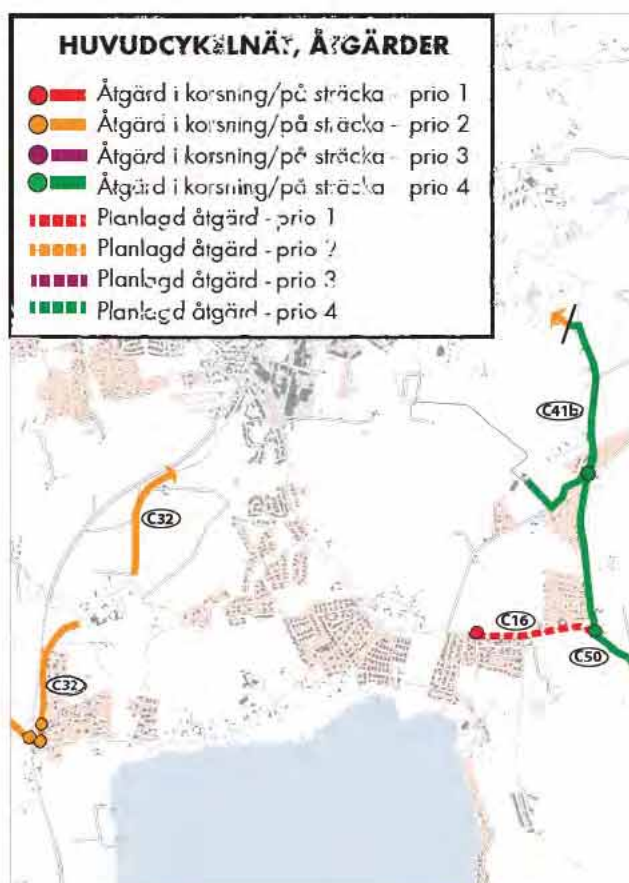 HUVUDCYKELNÄT, ÅTGÄRDER
Åtgärd i korsning/på sträcka - prio 1
Åtgärd i korsning/på sträcka - prio 2
Åtgärd i korsning/på sträcka - prio 3
Åtgärd i korsning/på sträcka - prio 4
Planlagd åtgärd - prio 1
Planlagd åtgärd - prio 2
Planlagd åtgärd - prio 3
Planlagd åtgärd - prio 4
C41b
C32
C16
C50
C32